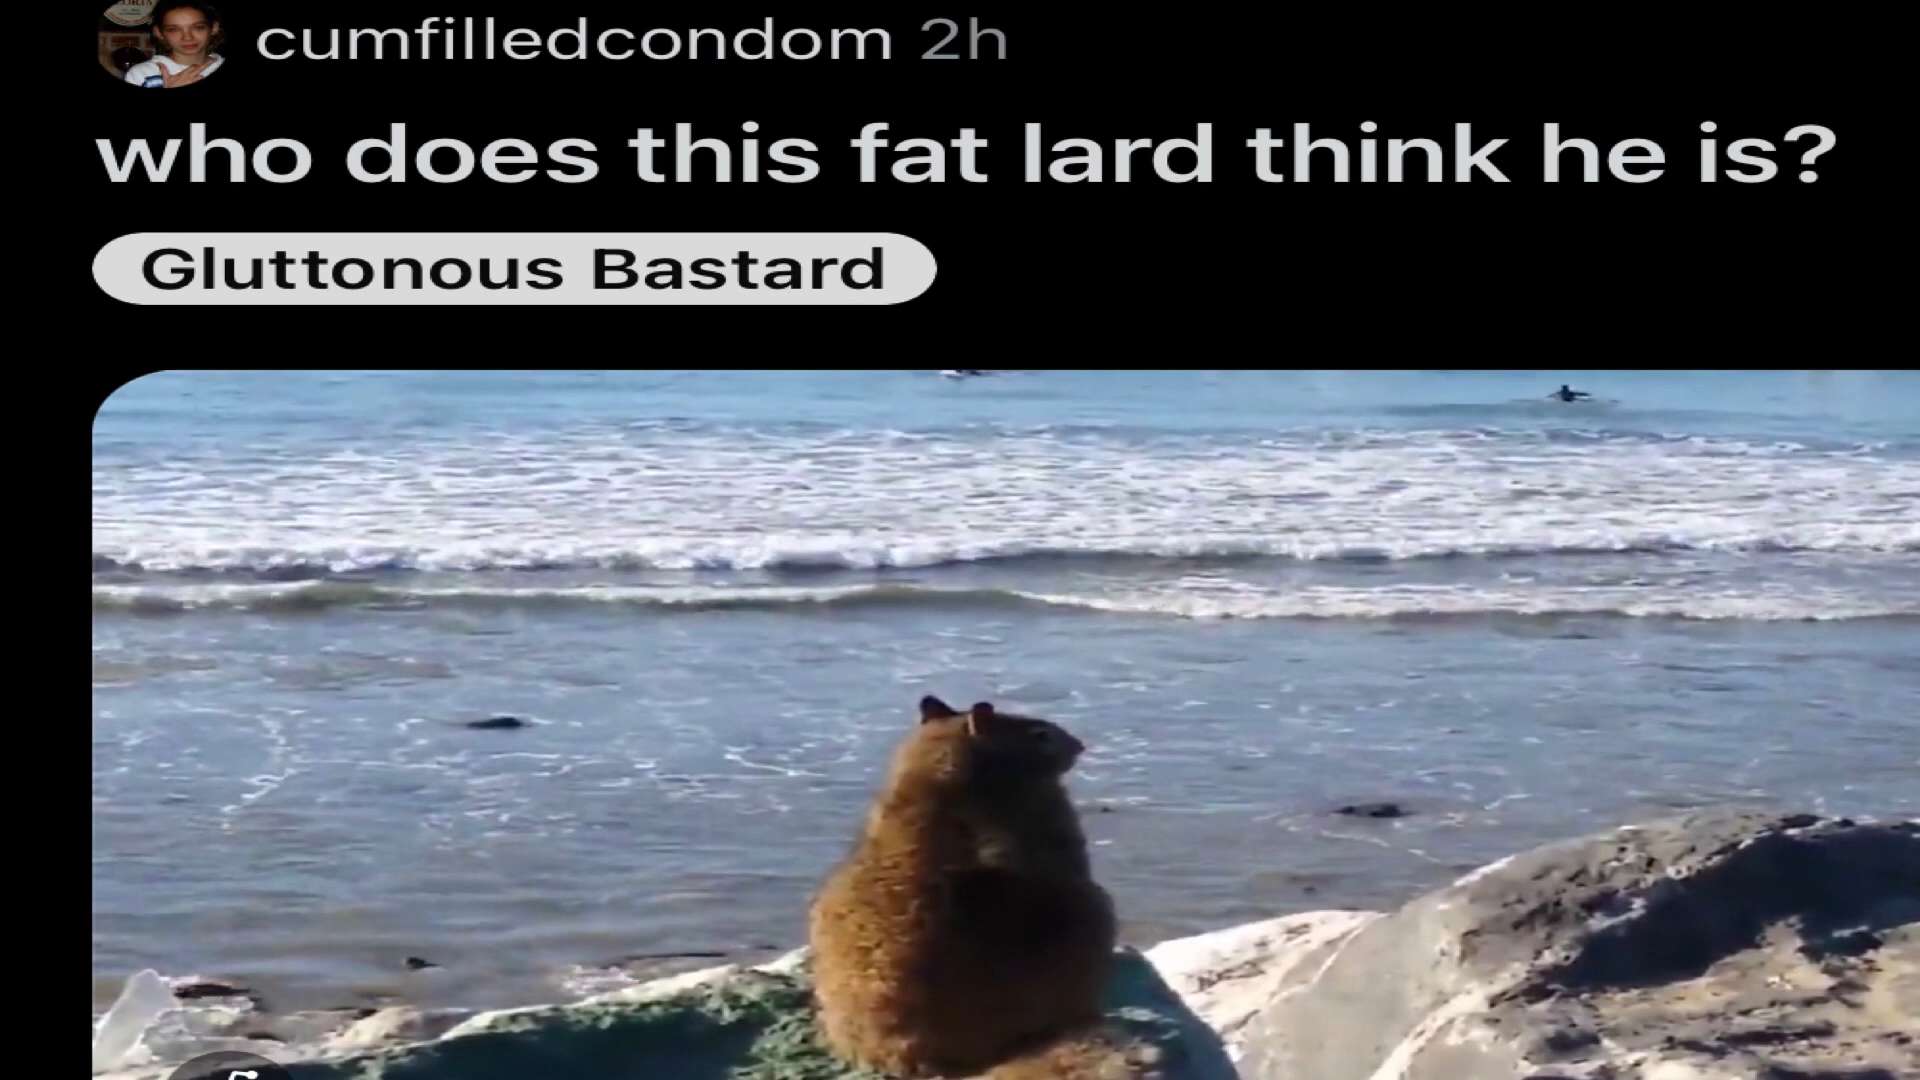 cumfilledcondom 2h
who does this fat lard think he is?
Gluttonous Bastard